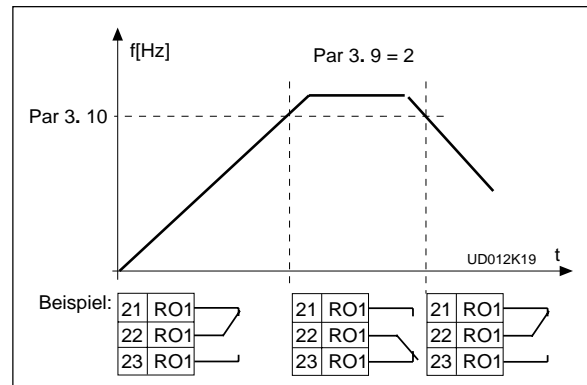 f[Hz]
Par 3. 9 = 2
Par 3. 10
UD012K19
t
Beispiel:
21 RO1
22 RO1
23 RO1
21 RO1
22 RO1
23 RO1
21 RO1
22 RO1
23 RO1